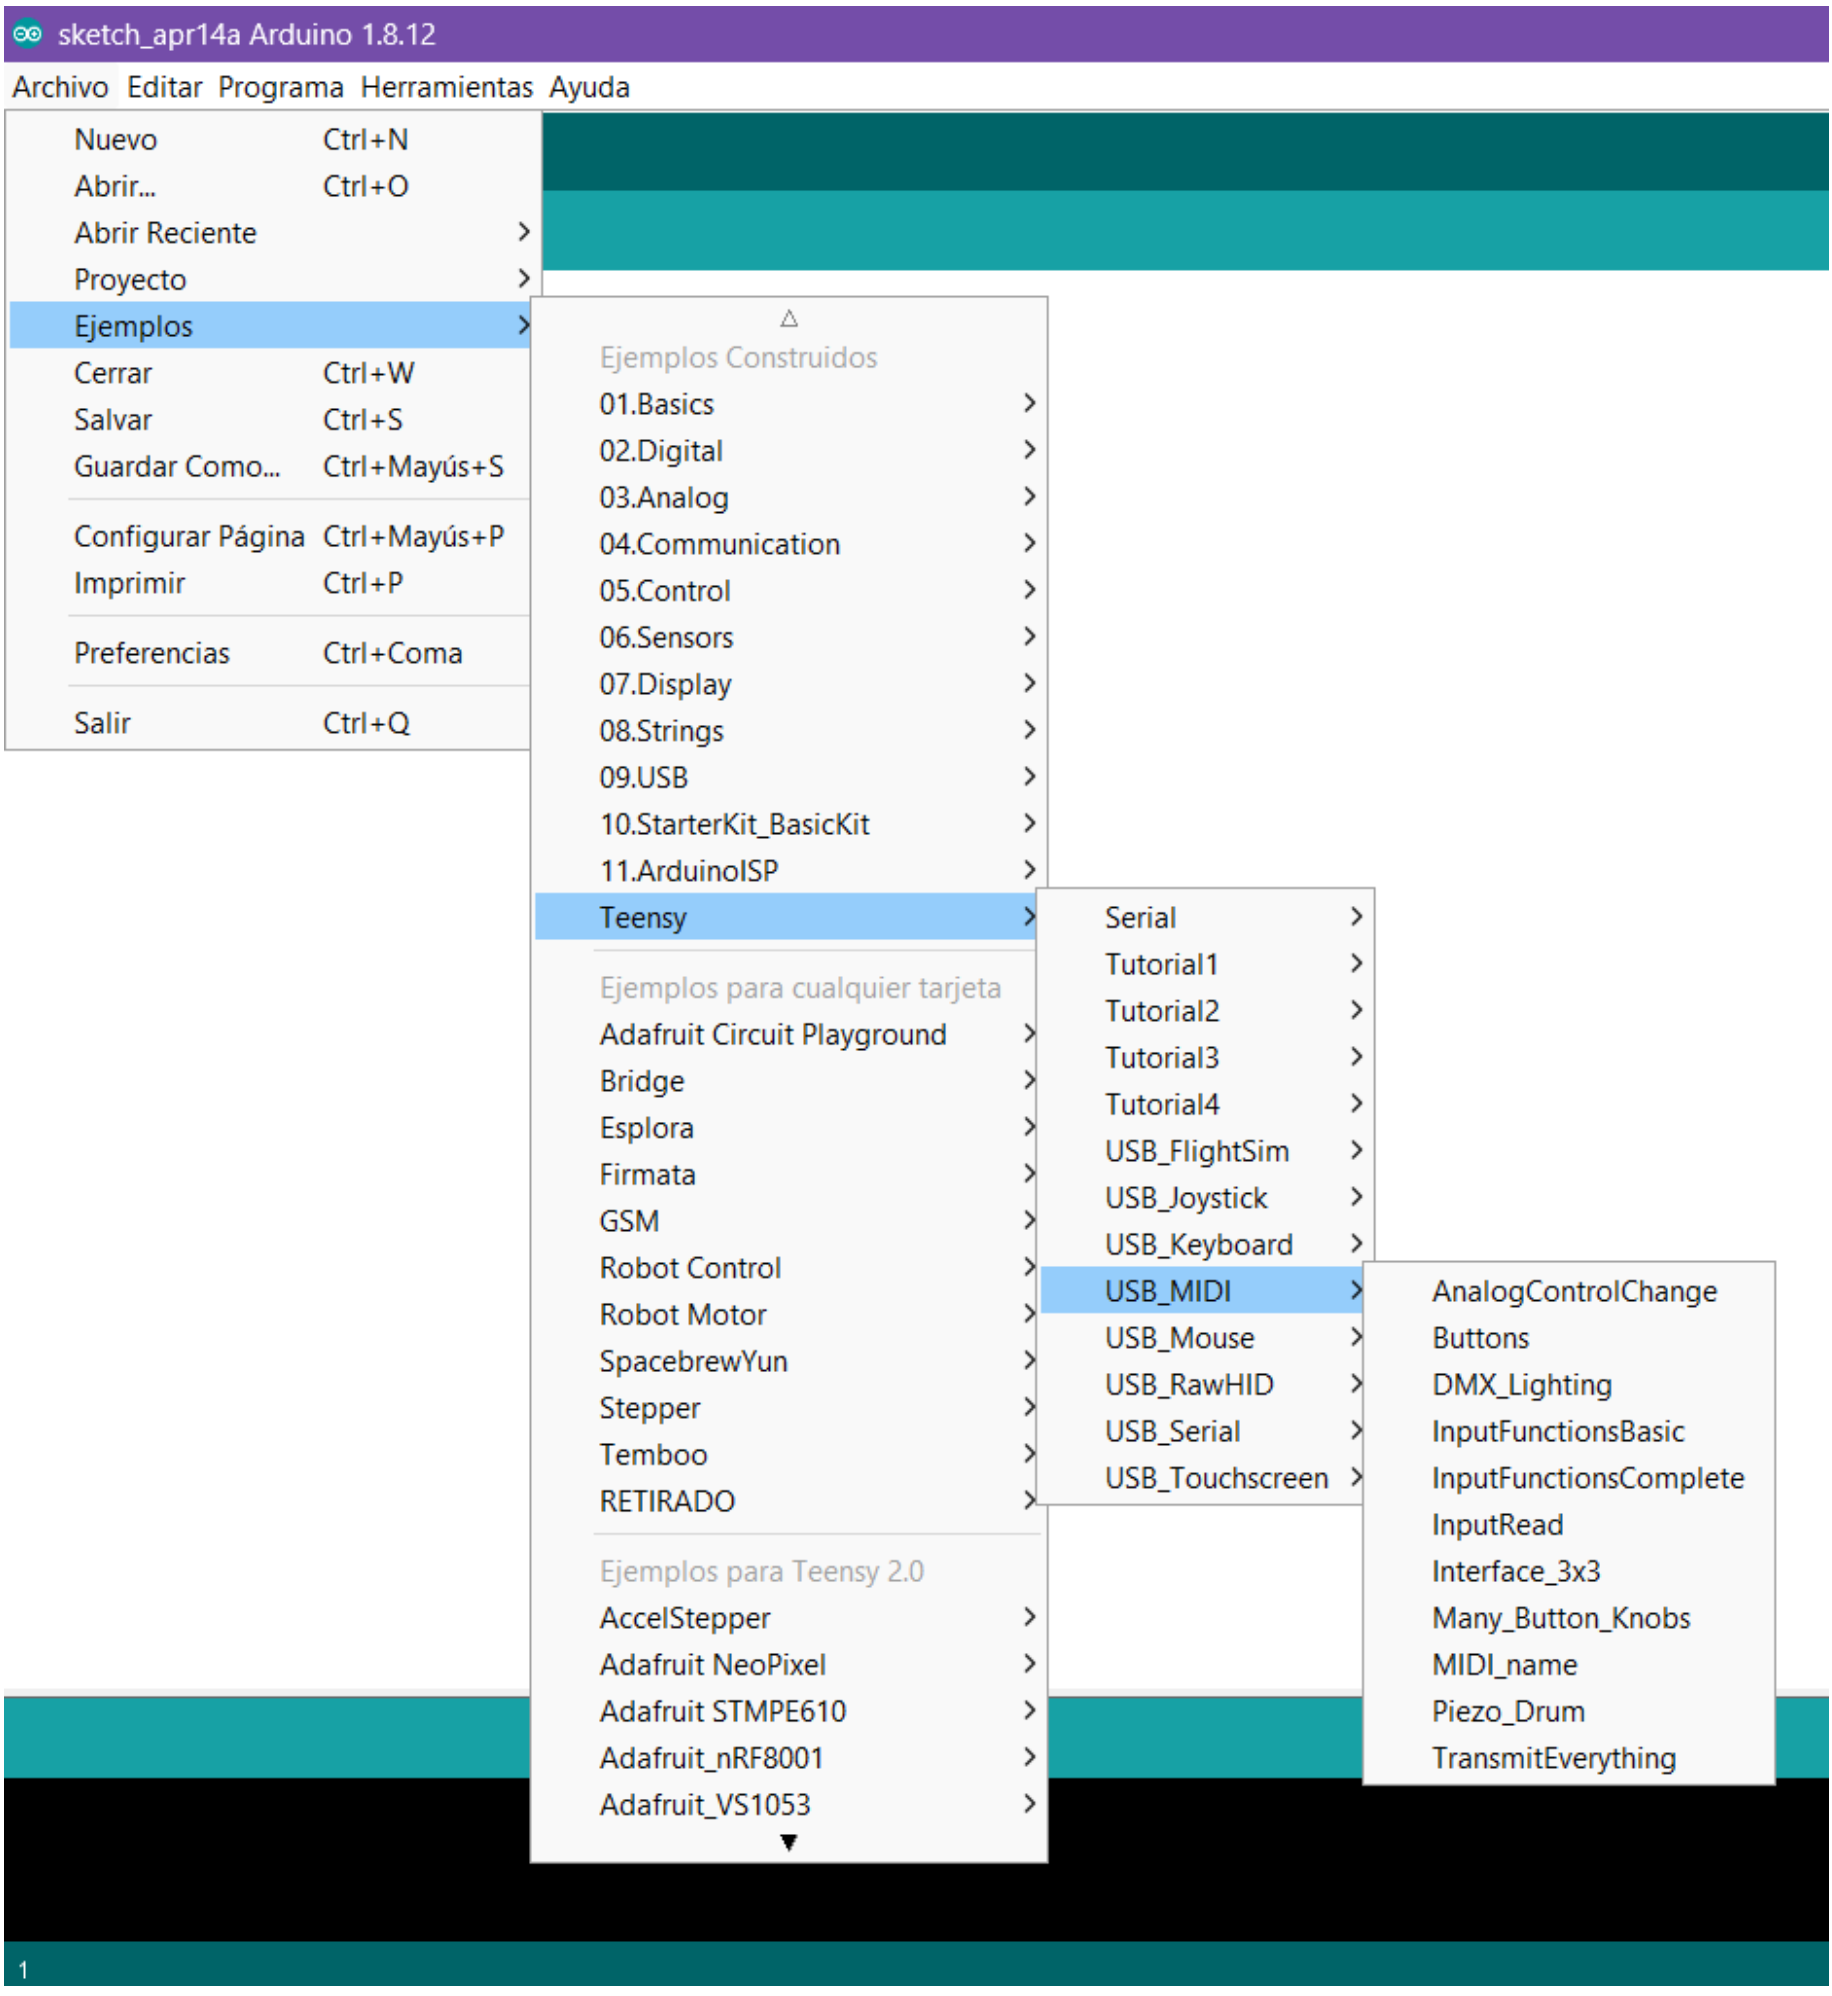 sketch_apr14a Arduino 1.8.12
Archivo Editar Programa Herramientas Ayuda
Nuevo Ctrl+N
Abrir... Ctrl+O
Abrir Reciente
Proyecto
Ejemplos
Cerrar Ctrl+W
Salvar Ctrl+S
Guardar Como... Ctrl+Mayús+S
Configurar Página Ctrl+Mayús+P
Imprimir Ctrl+P
Preferencias Ctrl+Coma
Salir Ctrl+Q
Ejemplos Construidos
01.Basics
02.Digital
03.Analog
04.Communication
05.Control
06.Sensors
07.Display
08.Strings
09.USB
10.StarterKit_BasicKit
11.ArduinoISP
Teensy
Ejemplos para cualquier tarjeta
Adafruit Circuit Playground
Bridge
Esplora
Firmata
GSM
Robot Control
Robot Motor
SpacebrewYun
Stepper
Temboo
RETIRADO
Ejemplos para Teensy 2.0
AccelStepper
Adafruit NeoPixel
Adafruit STMPE610
Adafruit_nRF8001
Adafruit_VS1053
Serial
Tutorial1
Tutorial2
Tutorial3
Tutorial4
USB_FlightSim
USB_Joystick
USB_Keyboard
USB_MIDI
USB_Mouse
USB_RawHID
USB_Serial
USB_Touchscreen
AnalogControlChange
Buttons
DMX_Lighting
InputFunctionsBasic
InputFunctionsComplete
InputRead
Interface_3x3
Many_Button_Knobs
MIDI_name
Piezo_Drum
TransmitEverything
1